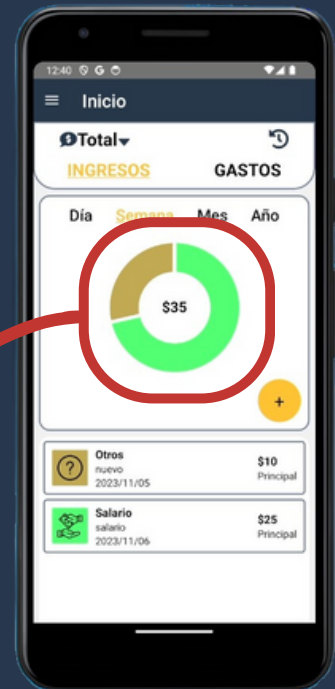 12:40
Inicio
Total
INGRESOS GASTOS
Día Semana Mes Año
$35
+
Otros $10
nuevo Principal
2023/11/05
Salario $25
salario Principal
2023/11/06